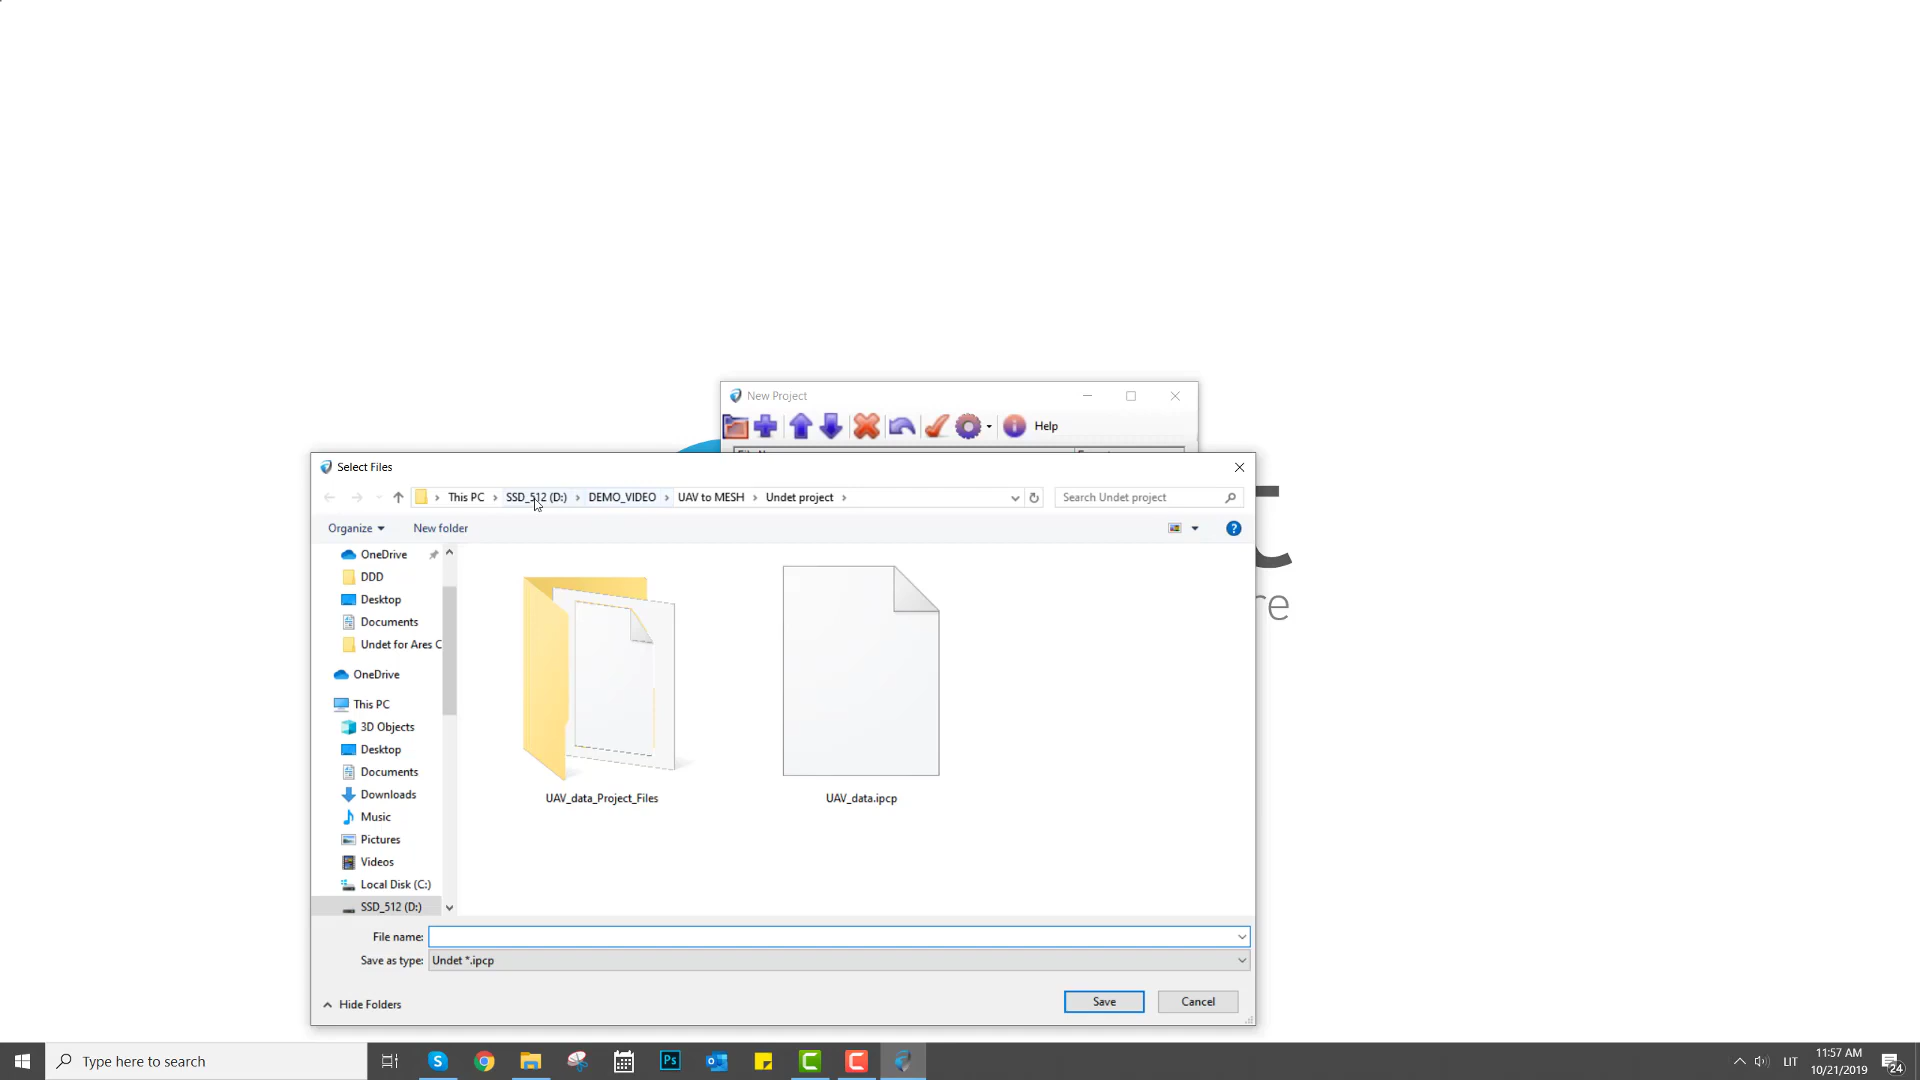 New Project
Help
Select Files
This PC
SSD_512 (D:)
DEMO_VIDEO
UAV to MESH
Undet project
Search Undet project
Organize
New folder
OneDrive
DDD
Desktop
Documents
Undet for Ares C
OneDrive
This PC
3D Objects
Desktop
Documents
Downloads
Music
Pictures
Videos
Local Disk (C:)
SSD_512 (D:)
UAV_data_Project_Files
UAV_data.ipcp
re
File name:
Save as type:
Undet *.ipcp
Hide Folders
Save
Cancel
Type here to search
LIT
11:57 AM
10/21/2019
24